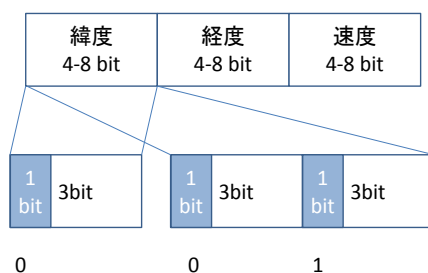 緯度 経度 速度
4-8 bit 4-8 bit 4-8 bit
1 3bit 1 3bit 1 3bit
bit bit bit
0 0 1